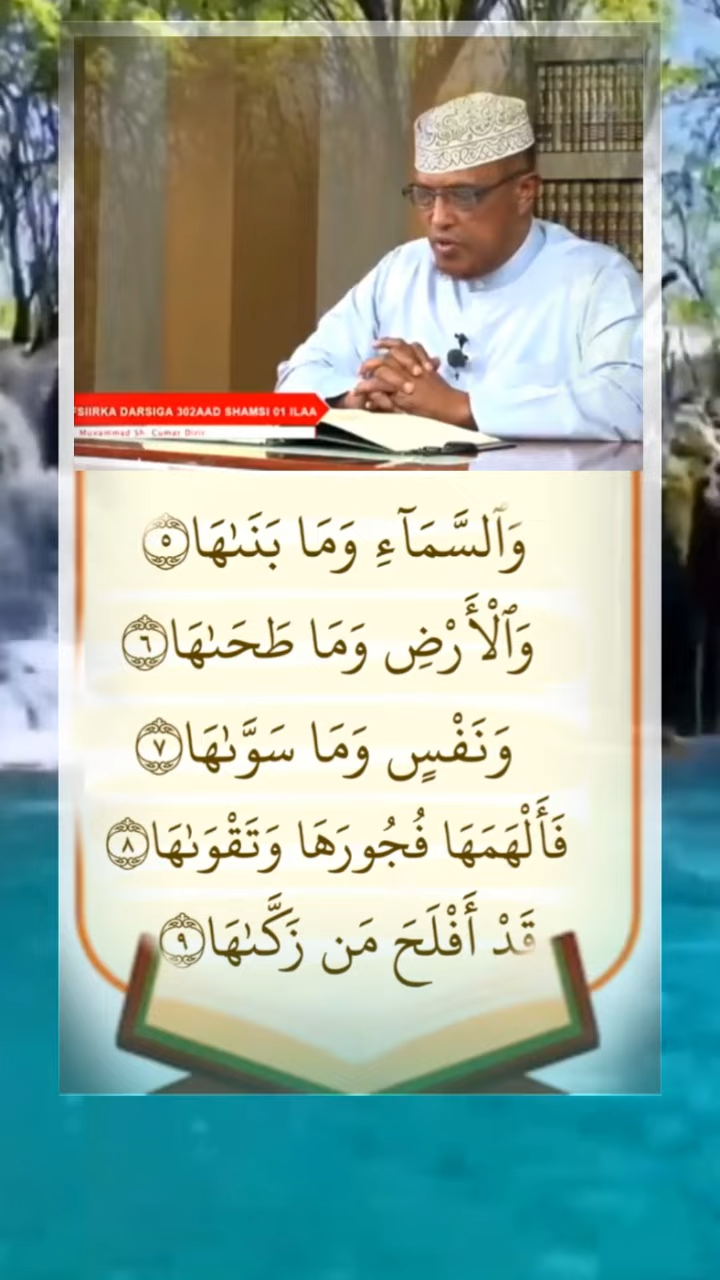 FSIIRKA DARSIGA 302AAD SHAMSI 01 ILAA
Muxammad Sh. Cumar Dirir
وَٱلسَّمَآءِ وَمَا بَنَىٰهَا ٥
وَٱلْأَرْضِ وَمَا طَحَىٰهَا ٦
وَنَفْسٍ وَمَا سَوَّىٰهَا ٧
فَأَلْهَمَهَا فُجُورَهَا وَتَقْوَىٰهَا ٨
قَدْ أَفْلَحَ مَن زَكَّىٰهَا ٩